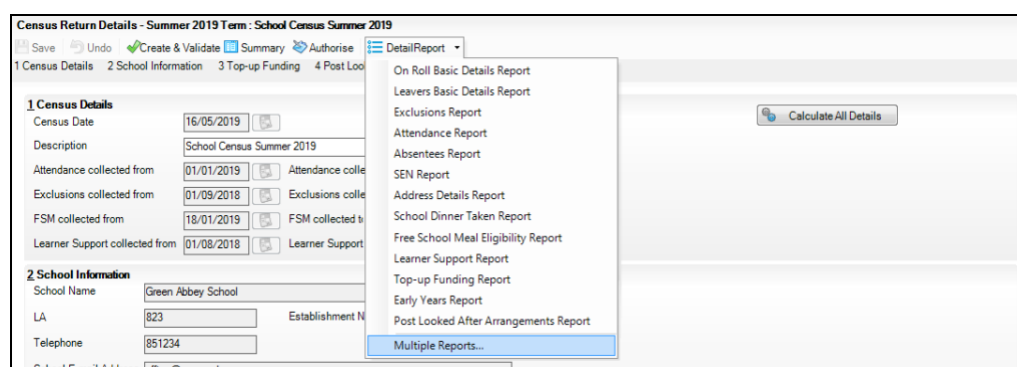 Census Return Details - Summer 2019 Term : School Census Summer 2019
Save Undo Create & Validate Summary Authorise DetailReport
1 Census Details 2 School Information 3 Top-up Funding 4 Post Loo
On Roll Basic Details Report
Leavers Basic Details Report
Exclusions Report
Attendance Report
Absentees Report
SEN Report
Address Details Report
School Dinner Taken Report
Free School Meal Eligibility Report
Learner Support Report
Top-up Funding Report
Early Years Report
Post Looked After Arrangements Report
Multiple Reports...
1 Census Details
Calculate All Details
Census Date 16/05/2019
Description School Census Summer 2019
Attendance collected from 01/01/2019 Attendance colle
Exclusions collected from 01/09/2018 Exclusions colle
FSM collected from 18/01/2019 FSM collected t
Learner Support collected from 01/08/2018 Learner Support
2 School Information
School Name Green Abbey School
LA 823 Establishment N
Telephone 851234